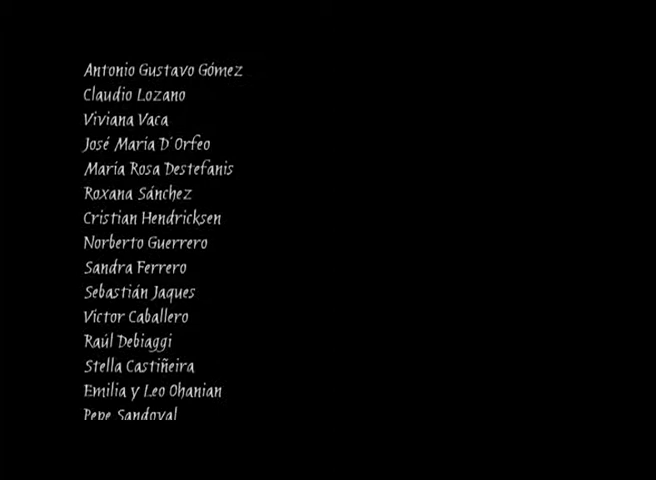 Antonio Gustavo Gómez
Claudio Lozano
Viviana Vaca
José María D'Orfeo
María Rosa Destefanis
Roxana Sánchez
Cristian Hendricksen
Norberto Guerrero
Sandra Ferrero
Sebastián Jaques
Víctor Caballero
Raúl Debiaggi
Stella Castiñeira
Emilia y Leo Ohanian
Pepe Sandoval